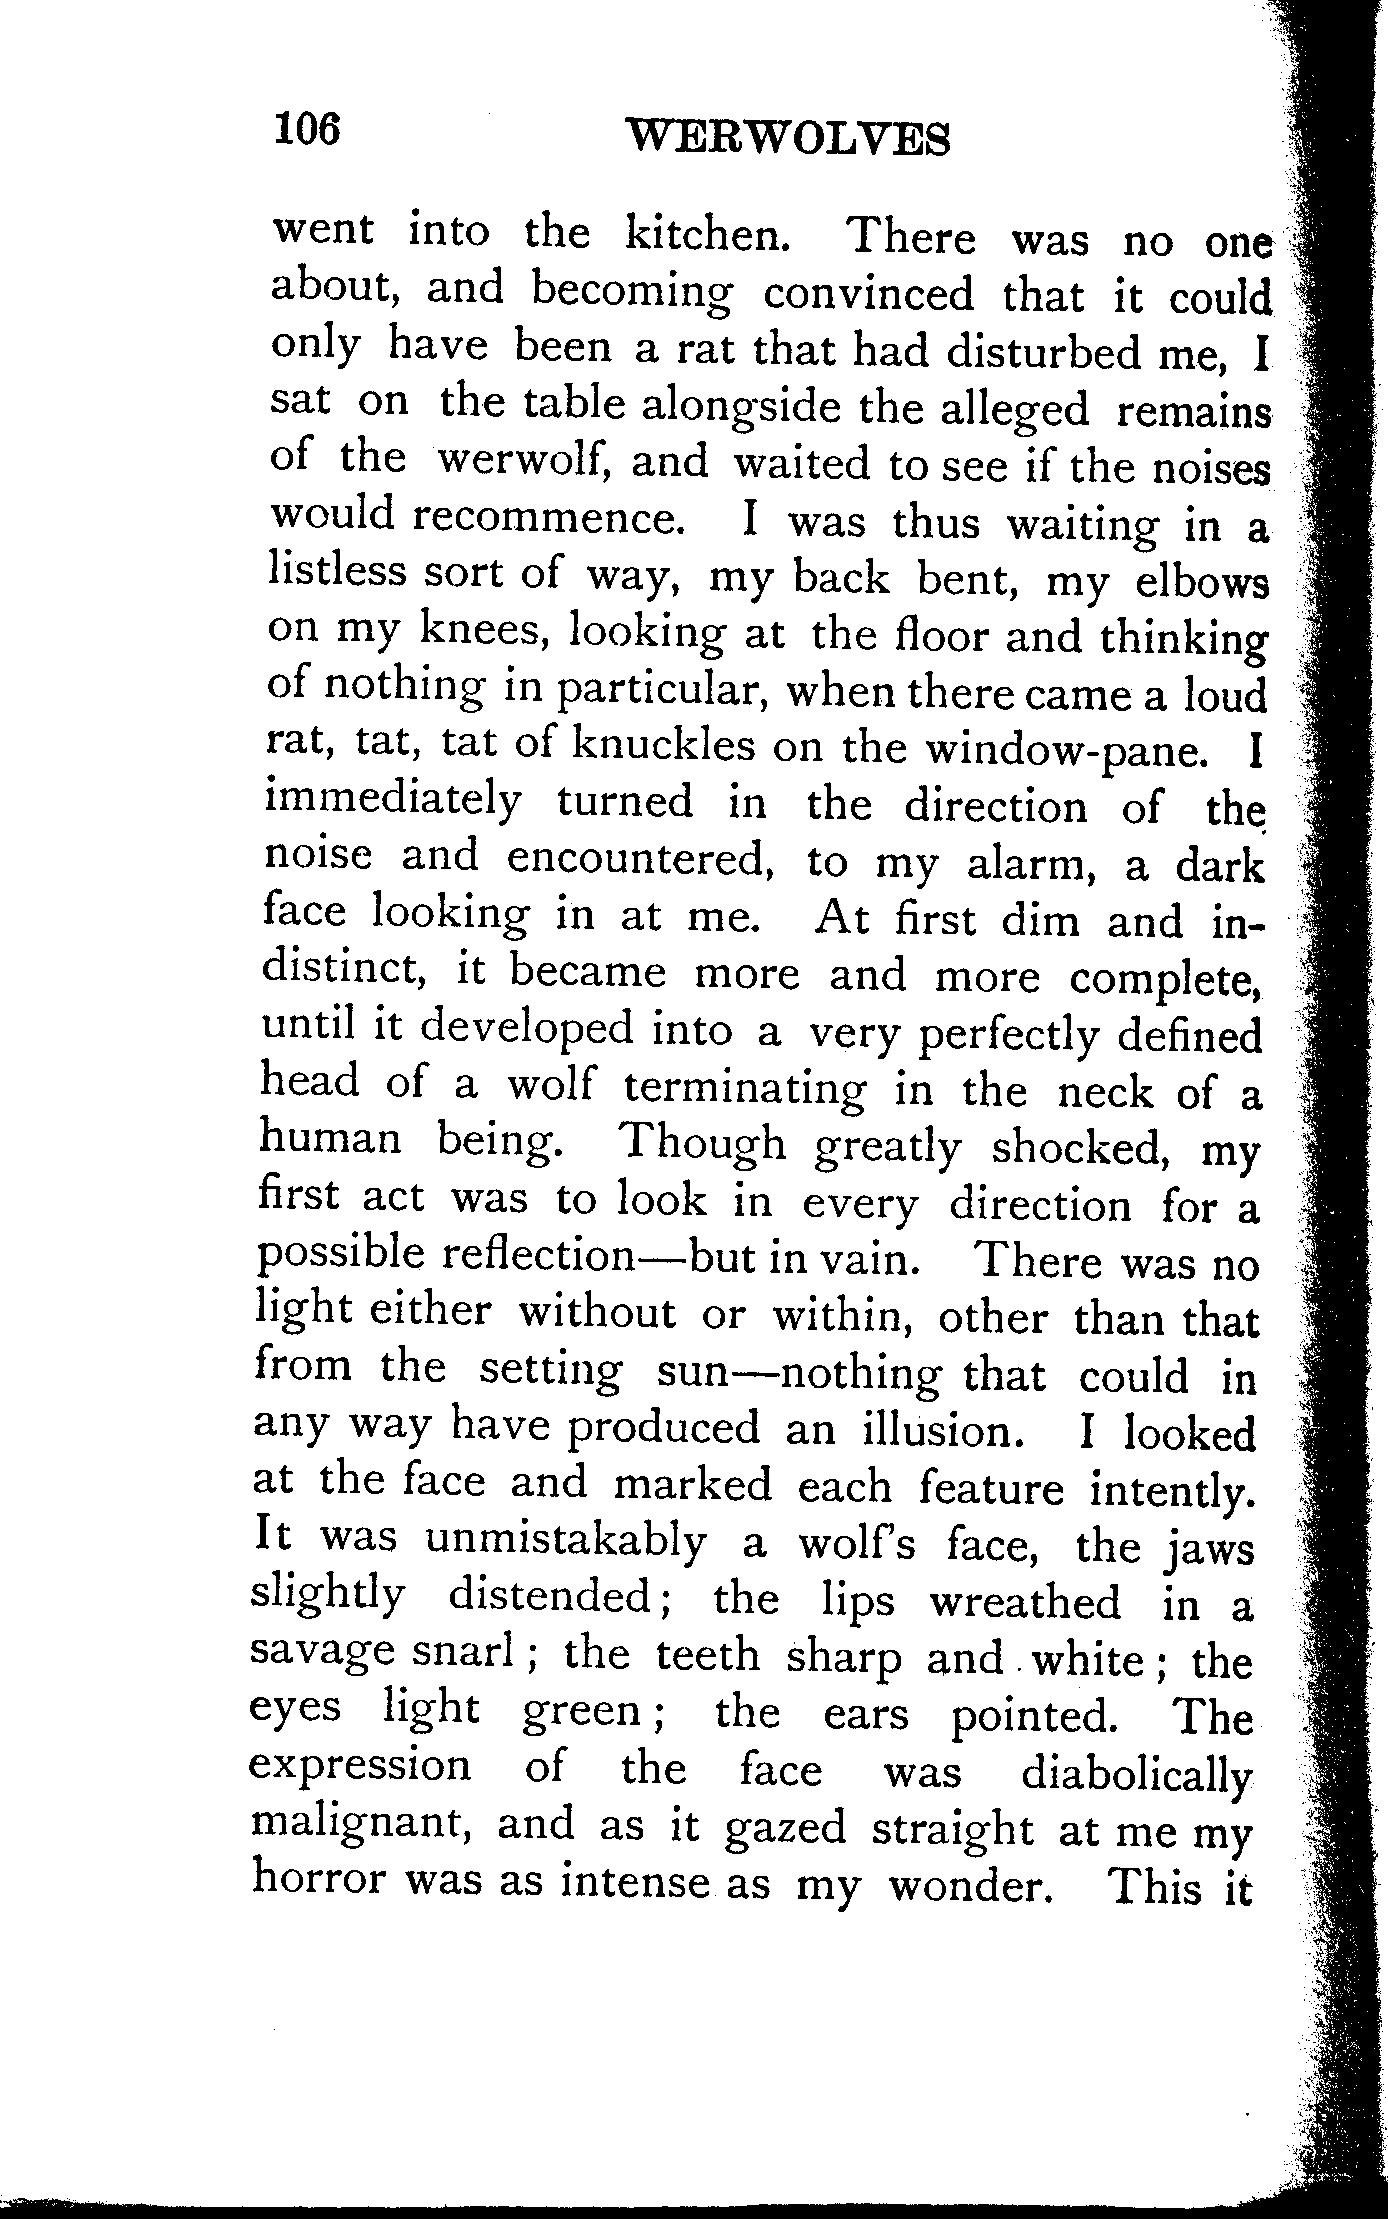 106 WERWOLVES
went into the kitchen. There was no one
about, and becoming convinced that it could
only have been a rat that had disturbed me, I
sat on the table alongside the alleged remains
of the werwolf, and waited to see if the noises
would recommence. I was thus waiting in a
listless sort of way, my back bent, my elbows
on my knees, looking at the floor and thinking
of nothing in particular, when there came a loud
rat, tat, tat of knuckles on the window-pane. I
immediately turned in the direction of the
noise and encountered, to my alarm, a dark
face looking in at me. At first dim and in-
distinct, it became more and more complete,
until it developed into a very perfectly defined
head of a wolf terminating in the neck of a
human being. Though greatly shocked, my
first act was to look in every direction for a
possible reflection—but in vain. There was no
light either without or within, other than that
from the setting sun—nothing that could in
any way have produced an illusion. I looked
at the face and marked each feature intently.
It was unmistakably a wolf's face, the jaws
slightly distended; the lips wreathed in a
savage snarl; the teeth sharp and white; the
eyes light green; the ears pointed. The
expression of the face was diabolically
malignant, and as it gazed straight at me my
horror was as intense as my wonder. This it